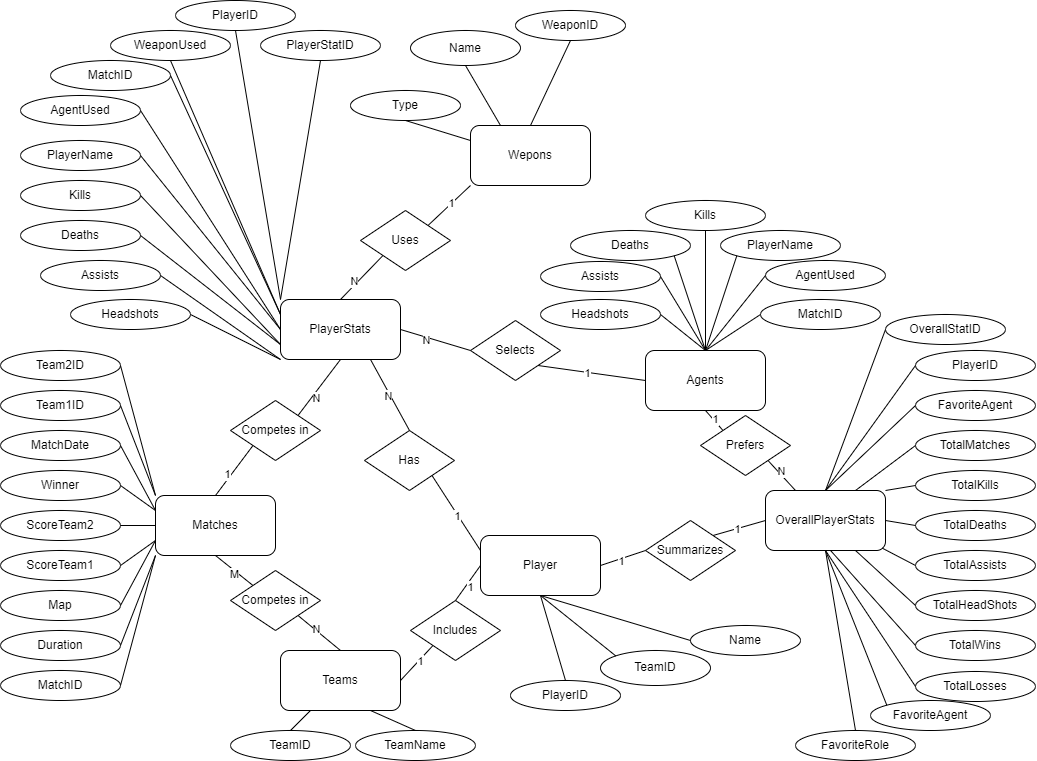 PlayerID
WeaponUsed
PlayerStatID
MatchID
AgentUsed
PlayerName
Kills
Deaths
Assists
Headshots
WeaponID
Name
Type
Wepons
1
Uses
N
PlayerStats
N
Selects
1
Kills
Deaths
PlayerName
Assists
AgentUsed
Headshots
MatchID
Agents
1
Prefers
N
OverallStatID
PlayerID
FavoriteAgent
TotalMatches
TotalKills
TotalDeaths
TotalAssists
TotalHeadShots
TotalWins
TotalLosses
FavoriteAgent
FavoriteRole
OverallPlayerStats
1
Summarizes
1
Player
Name
TeamID
PlayerID
N
Has
1
N
Competes in
1
Team2ID
Team1ID
MatchDate
Winner
ScoreTeam2
ScoreTeam1
Map
Duration
MatchID
Matches
M
Competes in
N
1
Includes
1
Teams
TeamID
TeamName